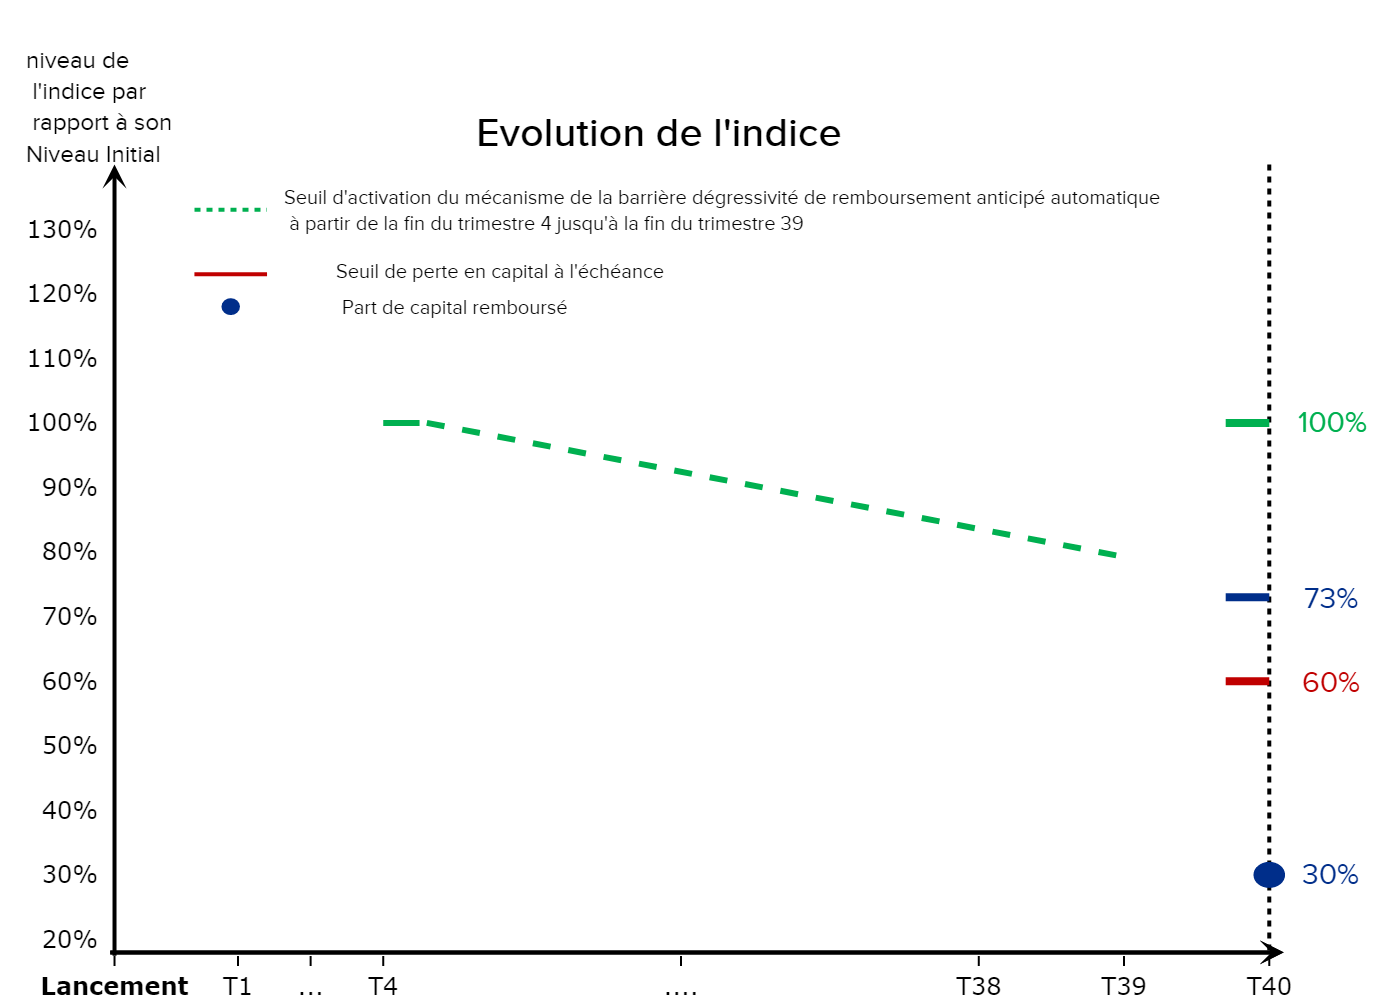 niveau de
l'indice par
rapport à son
Niveau Initial
Evolution de l'indice
Seuil d'activation du mécanisme de la barrière dégressivité de remboursement anticipé automatique
à partir de la fin du trimestre 4 jusqu'à la fin du trimestre 39
Seuil de perte en capital à l'échéance
Part de capital remboursé
130%
120%
110%
100%
90%
80%
70%
60%
50%
40%
30%
20%
100%
73%
60%
30%
Lancement T1 ... T4 .... T38 T39 T40